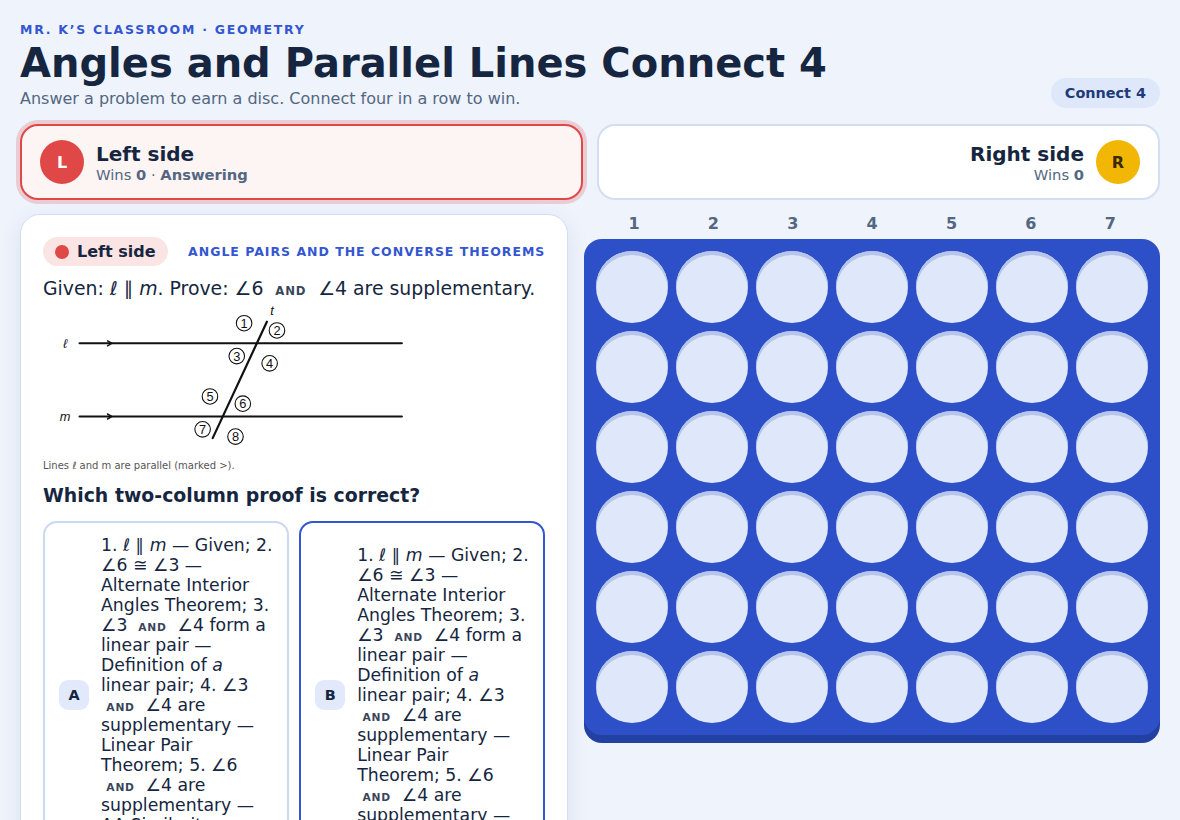 MR. K’S CLASSROOM · GEOMETRY
Angles and Parallel Lines Connect 4
Answer a problem to earn a disc. Connect four in a row to win.
Connect 4
L
Left side
Wins 0 · Answering
Right side
Wins 0
R
Left side
ANGLE PAIRS AND THE CONVERSE THEOREMS
Given: ℓ ∥ m. Prove: ∠6 AND ∠4 are supplementary.
t
1
2
ℓ
3
4
5
6
m
7
8
Lines ℓ and m are parallel (marked >).
Which two-column proof is correct?
A
1. ℓ ∥ m — Given; 2.
∠6 ≅ ∠3 —
Alternate Interior
Angles Theorem; 3.
∠3 AND ∠4 form a
linear pair —
Definition of a
linear pair; 4. ∠3
AND ∠4 are
supplementary —
Linear Pair
Theorem; 5. ∠6
AND ∠4 are
supplementary —
B
1. ℓ ∥ m — Given; 2.
∠6 ≅ ∠3 —
Alternate Interior
Angles Theorem; 3.
∠3 AND ∠4 form a
linear pair —
Definition of a
linear pair; 4. ∠3
AND ∠4 are
supplementary —
Linear Pair
Theorem; 5. ∠6
AND ∠4 are
supplementary —
1 2 3 4 5 6 7